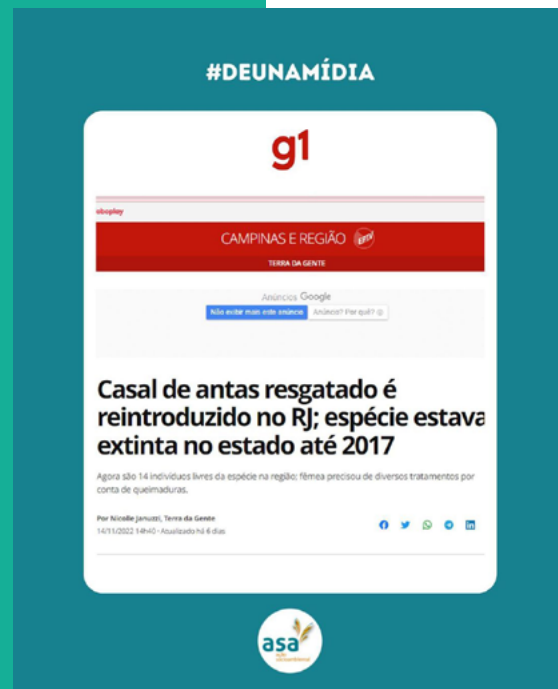 #DEUNAMÍDIA
g1
oboplay
CAMPINAS E REGIÃO EPTV
TERRA DA GENTE
Anúncios Google
Não exibir mais este anúncio Anúncio? Por quê?
Casal de antas resgatado é
reintroduzido no RJ; espécie estava
extinta no estado até 2017
Agora são 14 indivíduos livres da espécie na região; fêmea precisou de diversos tratamentos por
conta de queimaduras.
Por Nicolle Januzzi, Terra da Gente
14/11/2022 14h40 · Atualizado há 6 dias
asa